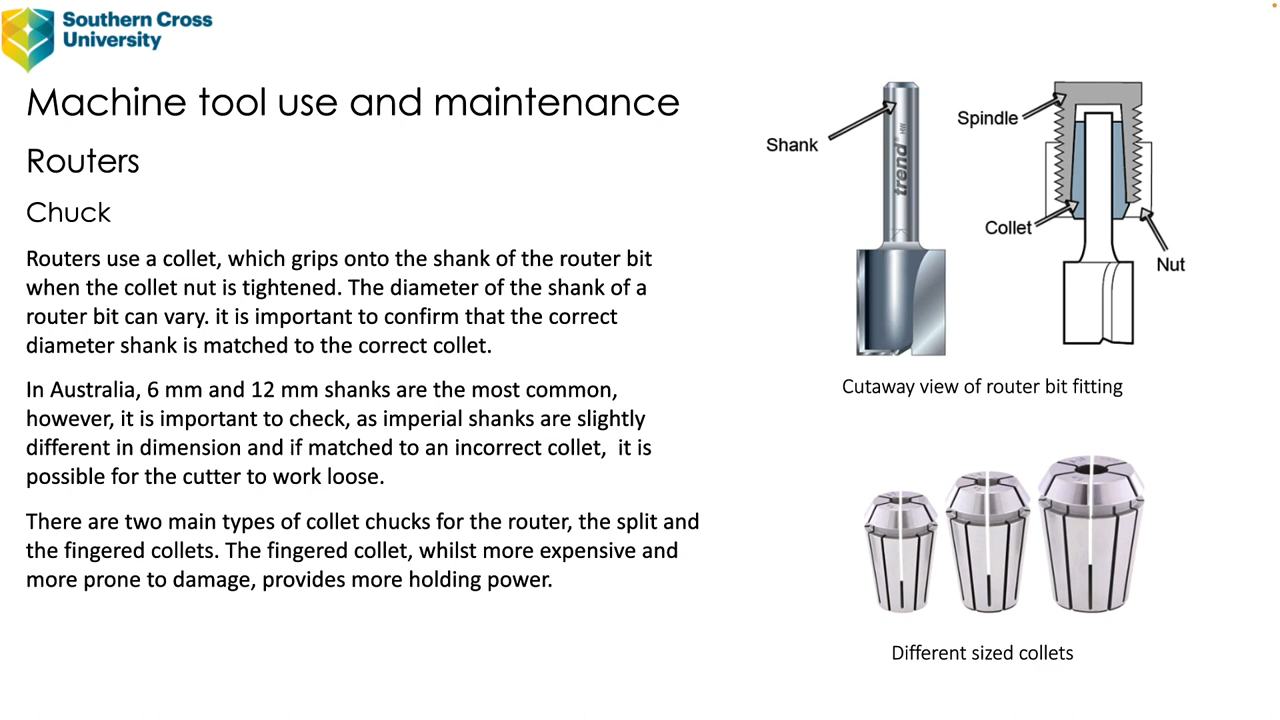 Southern Cross
University
Machine tool use and maintenance
Routers
Chuck
Routers use a collet, which grips onto the shank of the router bit
when the collet nut is tightened. The diameter of the shank of a
router bit can vary. it is important to confirm that the correct
diameter shank is matched to the correct collet.
In Australia, 6 mm and 12 mm shanks are the most common,
however, it is important to check, as imperial shanks are slightly
different in dimension and if matched to an incorrect collet,  it is
possible for the cutter to work loose.
There are two main types of collet chucks for the router, the split and
the fingered collets. The fingered collet, whilst more expensive and
more prone to damage, provides more holding power.
Shank
trend
HW
Spindle
Collet
Nut
Cutaway view of router bit fitting
Different sized collets